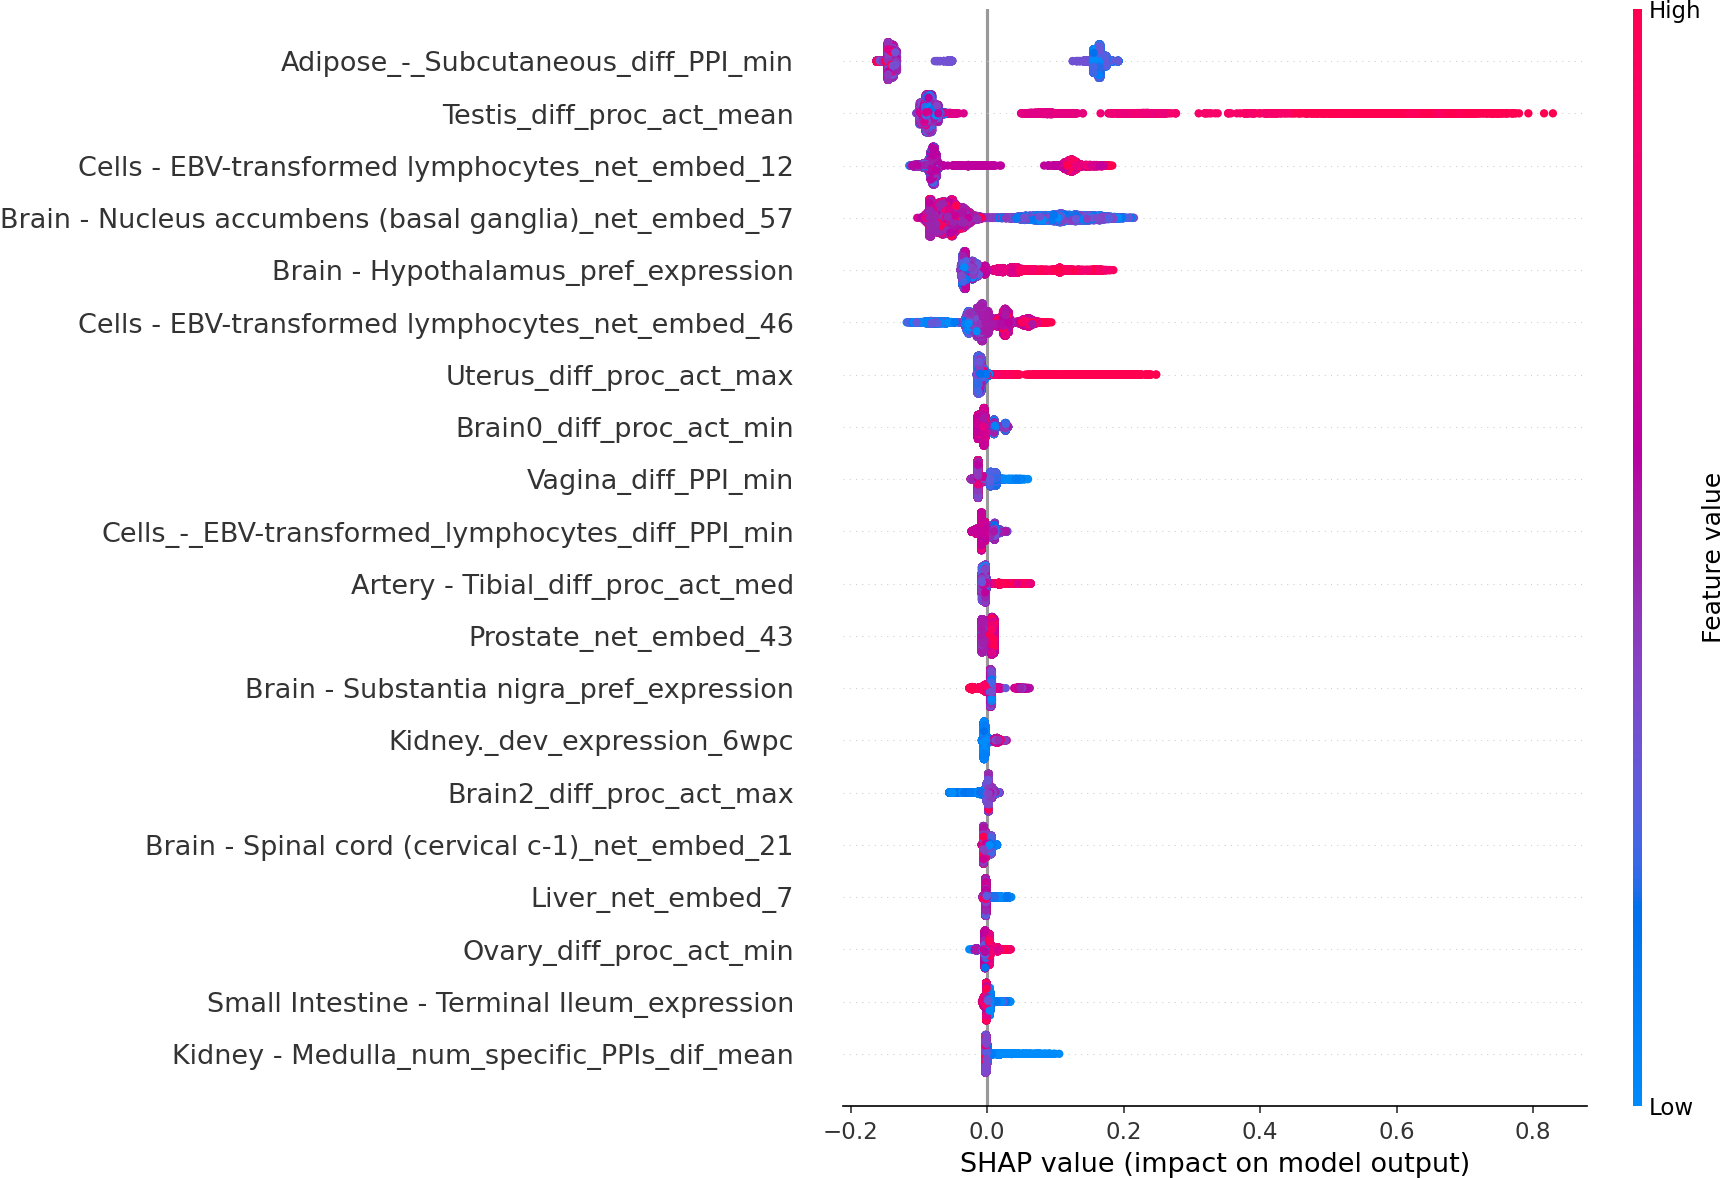 High
Adipose_-_Subcutaneous_diff_PPI_min
Testis_diff_proc_act_mean
Cells - EBV-transformed lymphocytes_net_embed_12
Brain - Nucleus accumbens (basal ganglia)_net_embed_57
Brain - Hypothalamus_pref_expression
Cells - EBV-transformed lymphocytes_net_embed_46
Uterus_diff_proc_act_max
Brain0_diff_proc_act_min
Vagina_diff_PPI_min
Cells_-_EBV-transformed_lymphocytes_diff_PPI_min
Artery - Tibial_diff_proc_act_med
Prostate_net_embed_43
Brain - Substantia nigra_pref_expression
Kidney._dev_expression_6wpc
Brain2_diff_proc_act_max
Brain - Spinal cord (cervical c-1)_net_embed_21
Liver_net_embed_7
Ovary_diff_proc_act_min
Small Intestine - Terminal Ileum_expression
Kidney - Medulla_num_specific_PPIs_dif_mean
Feature value
Low
−0.2 0.0 0.2 0.4 0.6 0.8
SHAP value (impact on model output)